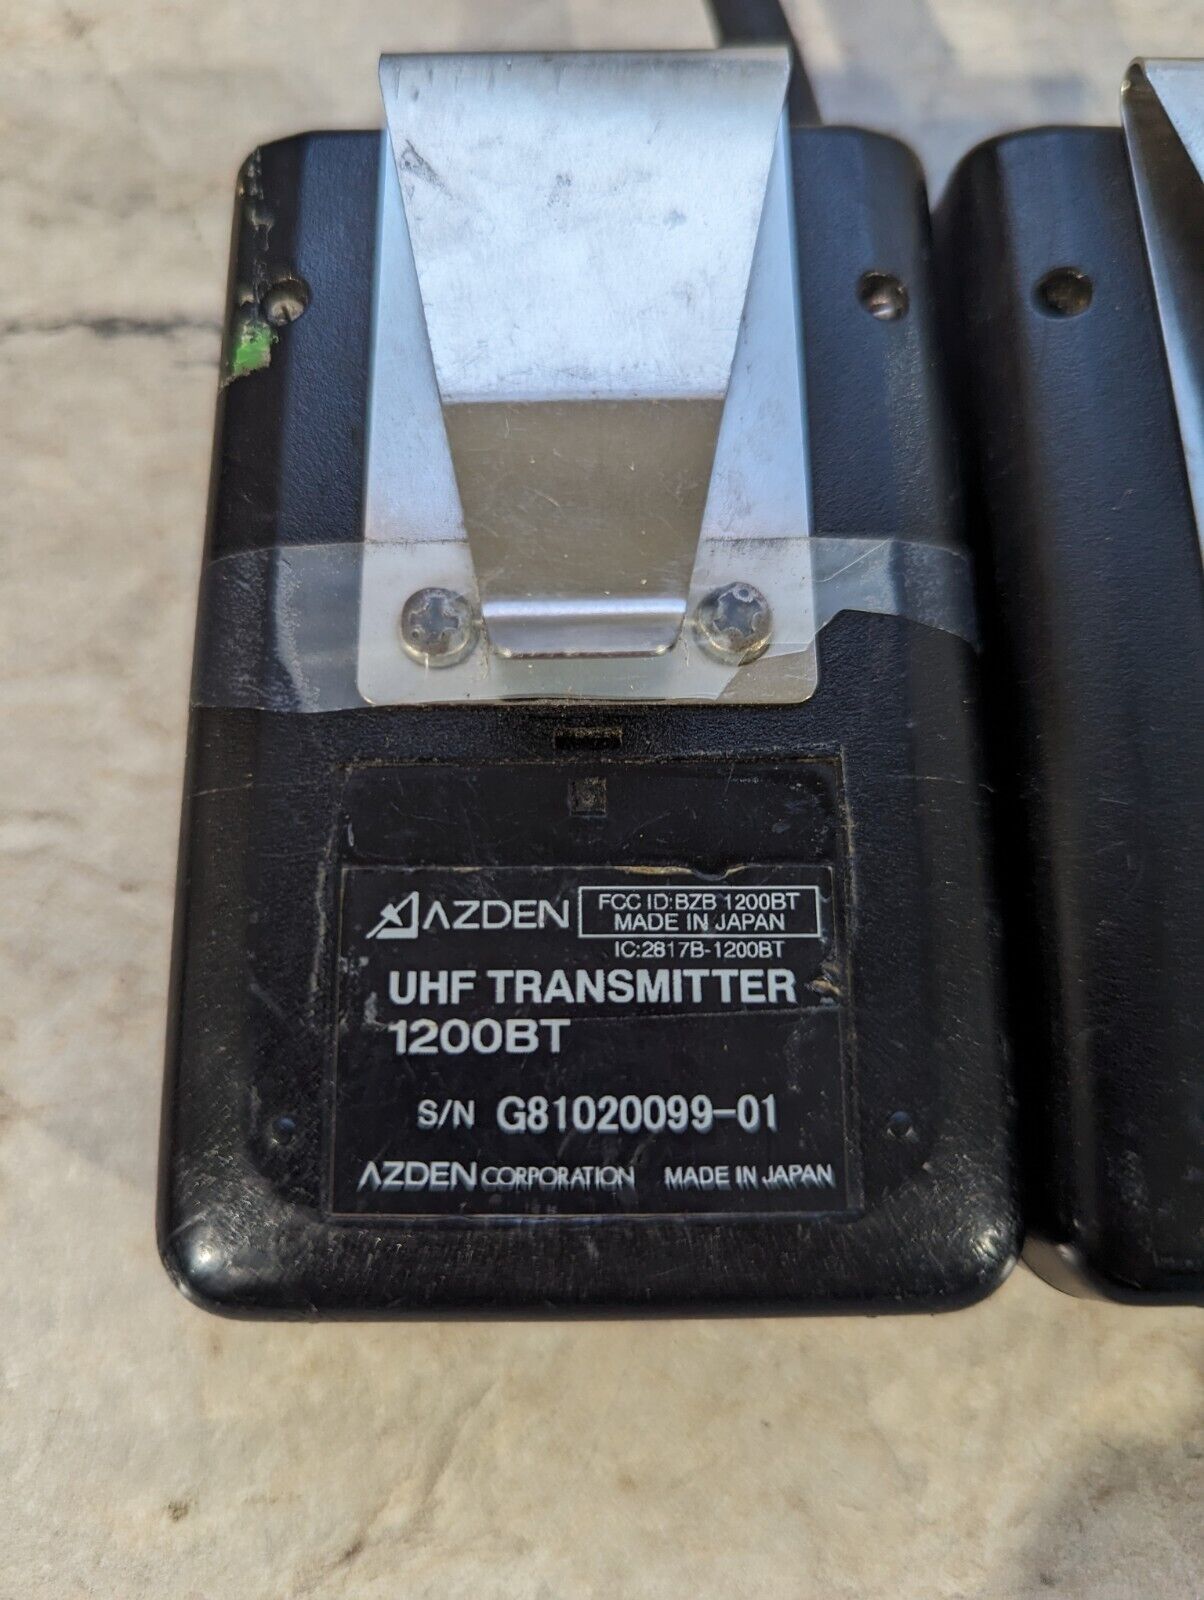 AZDEN
FCC ID:BZB 1200BT
MADE IN JAPAN
IC:2817B-1200BT
UHF TRANSMITTER
1200BT
S/N G81020099-01
AZDEN CORPORATION MADE IN JAPAN